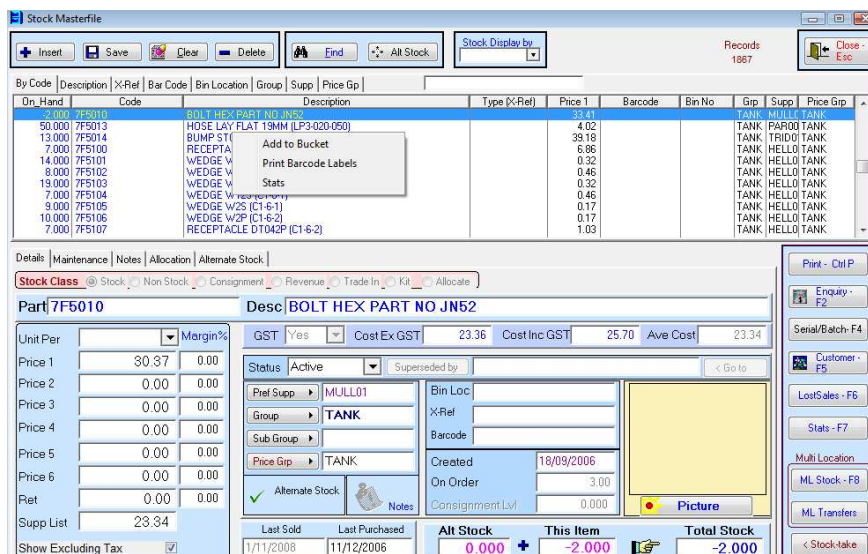 Stock Masterfile
Insert Save Clear Delete Find Alt Stock Stock Display by Records 1867 Close - Esc
By Code Description X-Ref Bar Code Bin Location Group Supp Price Gp
On_Hand Code Description Type (X-Ref) Price 1 Barcode Bin No Grp Supp Price Grp
-2.000 7F5010 BOLT HEX PART NO JN52 33.41 TANK MULL TANK
50.000 7F5013 HOSE LAY FLAT 19MM (LP3-020-050) 4.02 TANK PAR00 TANK
13.000 7F5014 BUMP STO 39.18 TANK TRIDO TANK
7.000 7F5100 RECEPTA 6.86 TANK HELL0 TANK
14.000 7F5101 WEDGE W 0.32 TANK HELL0 TANK
8.000 7F5102 WEDGE W 0.46 TANK HELL0 TANK
19.000 7F5103 WEDGE W 0.32 TANK HELL0 TANK
7.000 7F5104 WEDGE 0.46 TANK HELL0 TANK
9.000 7F5105 WEDGE W2S (C1-6-1) 0.17 TANK HELL0 TANK
10.000 7F5106 WEDGE W2P (C1-6-2) 0.17 TANK HELL0 TANK
7.000 7F5107 RECEPTACLE DT042P (C1-6-2) 1.03 TANK HELL0 TANK
Add to Bucket
Print Barcode Labels
Stats
Details Maintenance Notes Allocation Alternate Stock
Stock Class Stock Non Stock Consignment Revenue Trade In Kit Allocate
Part 7F5010 Desc BOLT HEX PART NO JN52
Unit Per Margin%
Price 1 30.37 0.00
Price 2 0.00 0.00
Price 3 0.00 0.00
Price 4 0.00 0.00
Price 5 0.00 0.00
Price 6 0.00 0.00
Ret 0.00 0.00
Supp List 23.34
Show Excluding Tax
GST Yes Cost Ex GST 23.36 Cost Inc GST 25.70 Ave Cost 23.34
Status Active Superseded by < Go to
Pref Supp MULL01
Group TANK
Sub Group
Price Grp TANK
Alternate Stock Notes
Bin Loc
X-Ref
Barcode
Created 18/09/2006
On Order 3.00
Consignment Lvl 0.000
Picture
Last Sold Last Purchased
1/11/2008 11/12/2006
Alt Stock This Item Total Stock
0.000 + -2.000 -2.000
Print - Ctrl P
Enquiry - F2
Serial/Batch- F4
Customer - F5
LostSales - F6
Stats - F7
Multi Location
ML Stock - F8
ML Transfers
< Stock-take